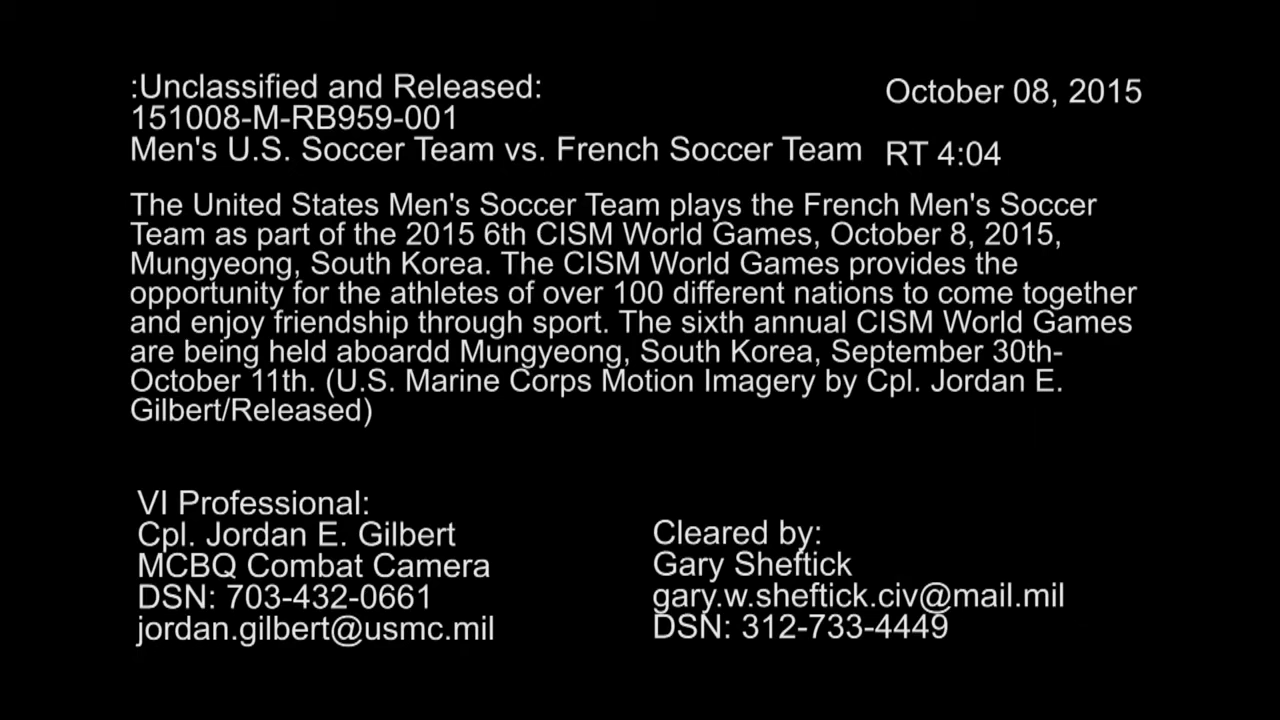 :Unclassified and Released:
October 08, 2015
151008-M-RB959-001
Men's U.S. Soccer Team vs. French Soccer Team
RT 4:04
The United States Men's Soccer Team plays the French Men's Soccer
Team as part of the 2015 6th CISM World Games, October 8, 2015,
Mungyeong, South Korea. The CISM World Games provides the
opportunity for the athletes of over 100 different nations to come together
and enjoy friendship through sport. The sixth annual CISM World Games
are being held aboardd Mungyeong, South Korea, September 30th-
October 11th. (U.S. Marine Corps Motion Imagery by Cpl. Jordan E.
Gilbert/Released)
VI Professional:
Cpl. Jordan E. Gilbert
MCBQ Combat Camera
DSN: 703-432-0661
jordan.gilbert@usmc.mil
Cleared by:
Gary Sheftick
gary.w.sheftick.civ@mail.mil
DSN: 312-733-4449